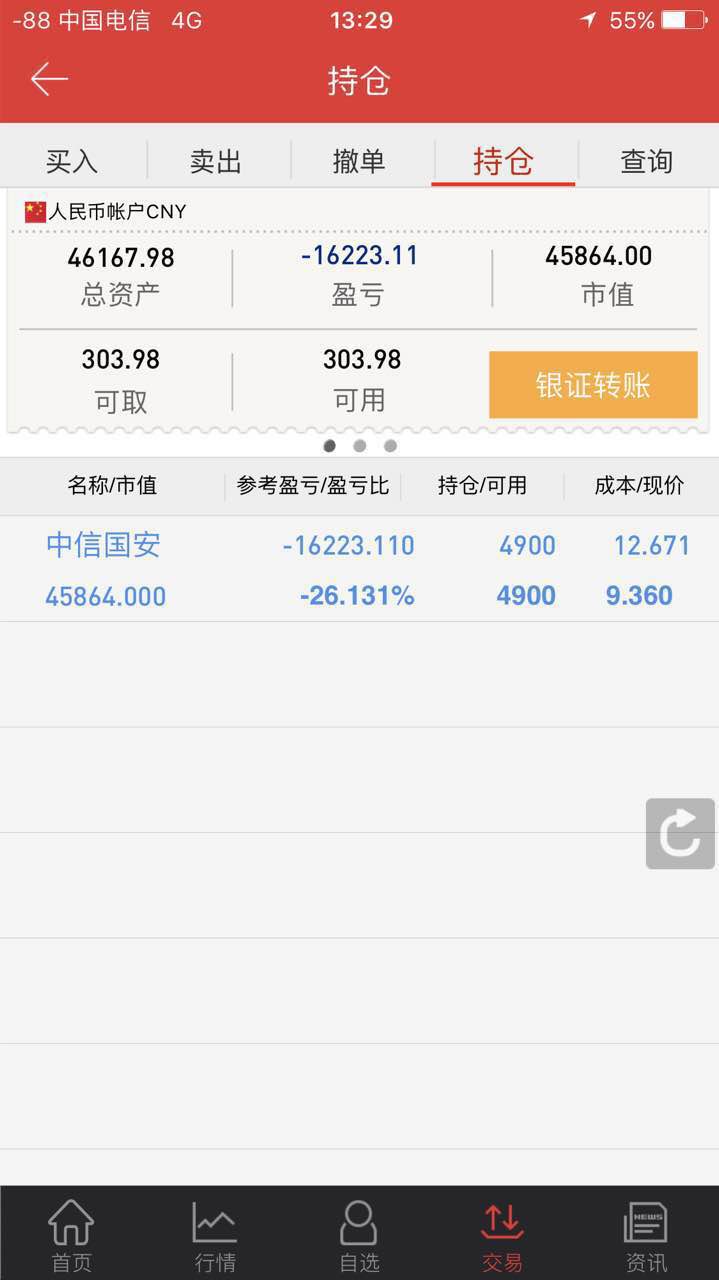 -88 中国电信 4G 13:29 55%
持仓
买入 卖出 撤单 持仓 查询
人民币帐户CNY
46167.98 -16223.11 45864.00
总资产 盈亏 市值
303.98 303.98
可取 可用 银证转账
名称/市值 参考盈亏/盈亏比 持仓/可用 成本/现价
中信国安 -16223.110 4900 12.671
45864.000 -26.131% 4900 9.360
NEWS
首页 行情 自选 交易 资讯